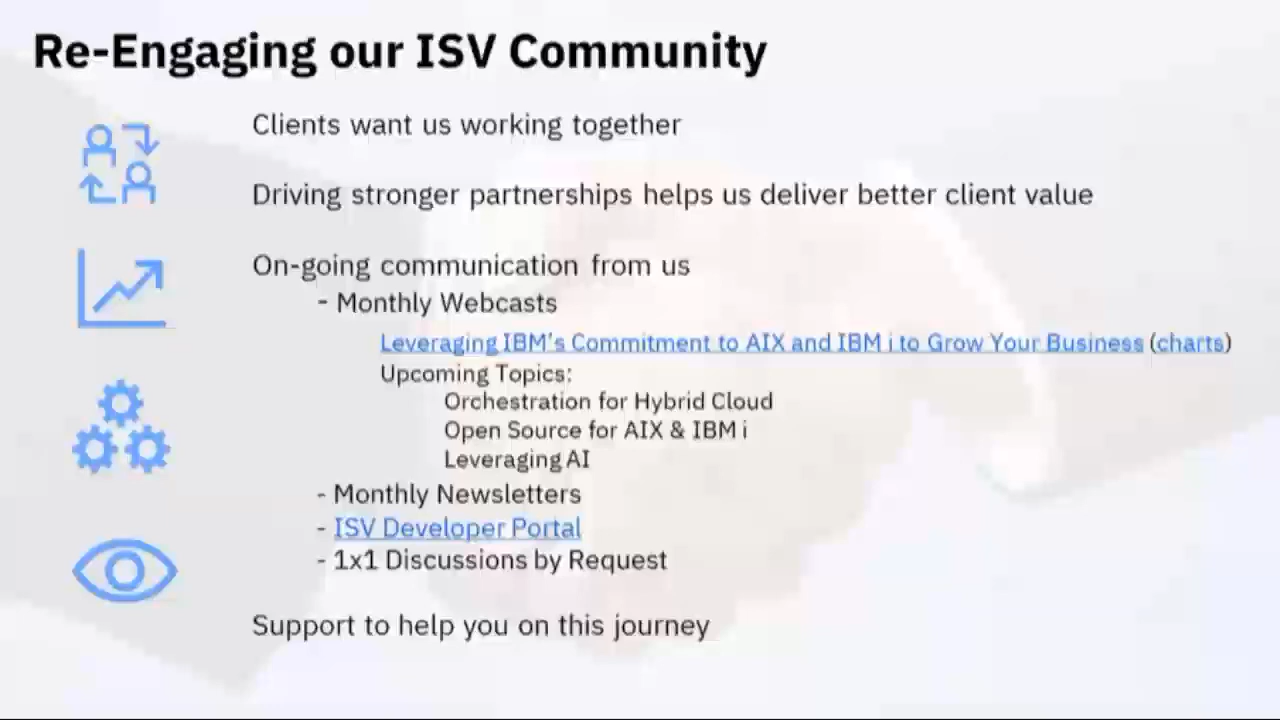 Re-Engaging our ISV Community
Clients want us working together
Driving stronger partnerships helps us deliver better client value
On-going communication from us
- Monthly Webcasts
Leveraging IBM's Commitment to AIX and IBM i to Grow Your Business (charts)
Upcoming Topics:
Orchestration for Hybrid Cloud
Open Source for AIX & IBM i
Leveraging AI
- Monthly Newsletters
- ISV Developer Portal
- 1x1 Discussions by Request
Support to help you on this journey